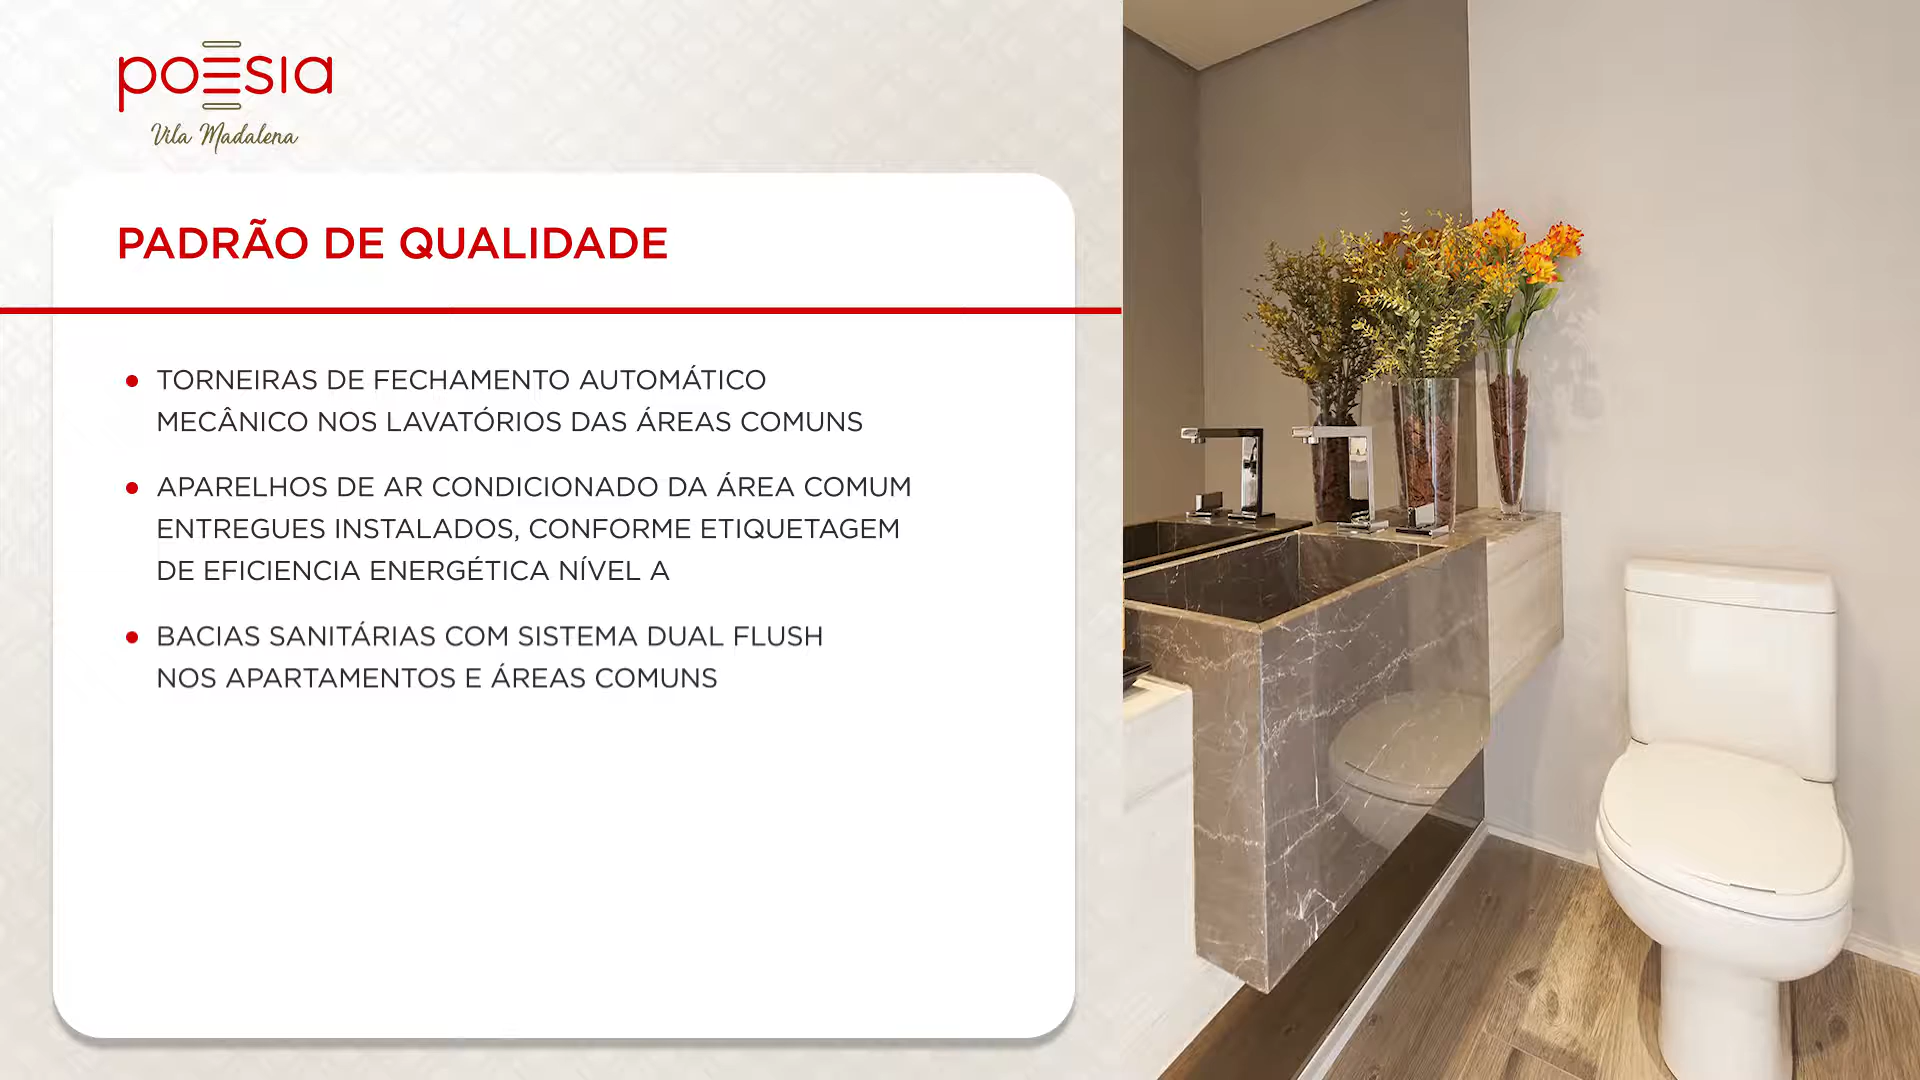 poesia
Vila Madalena
PADRÃO DE QUALIDADE
• TORNEIRAS DE FECHAMENTO AUTOMÁTICO
MECÂNICO NOS LAVATÓRIOS DAS ÁREAS COMUNS
• APARELHOS DE AR CONDICIONADO DA ÁREA COMUM
ENTREGUES INSTALADOS, CONFORME ETIQUETAGEM
DE EFICIENCIA ENERGÉTICA NÍVEL A
• BACIAS SANITÁRIAS COM SISTEMA DUAL FLUSH
NOS APARTAMENTOS E ÁREAS COMUNS